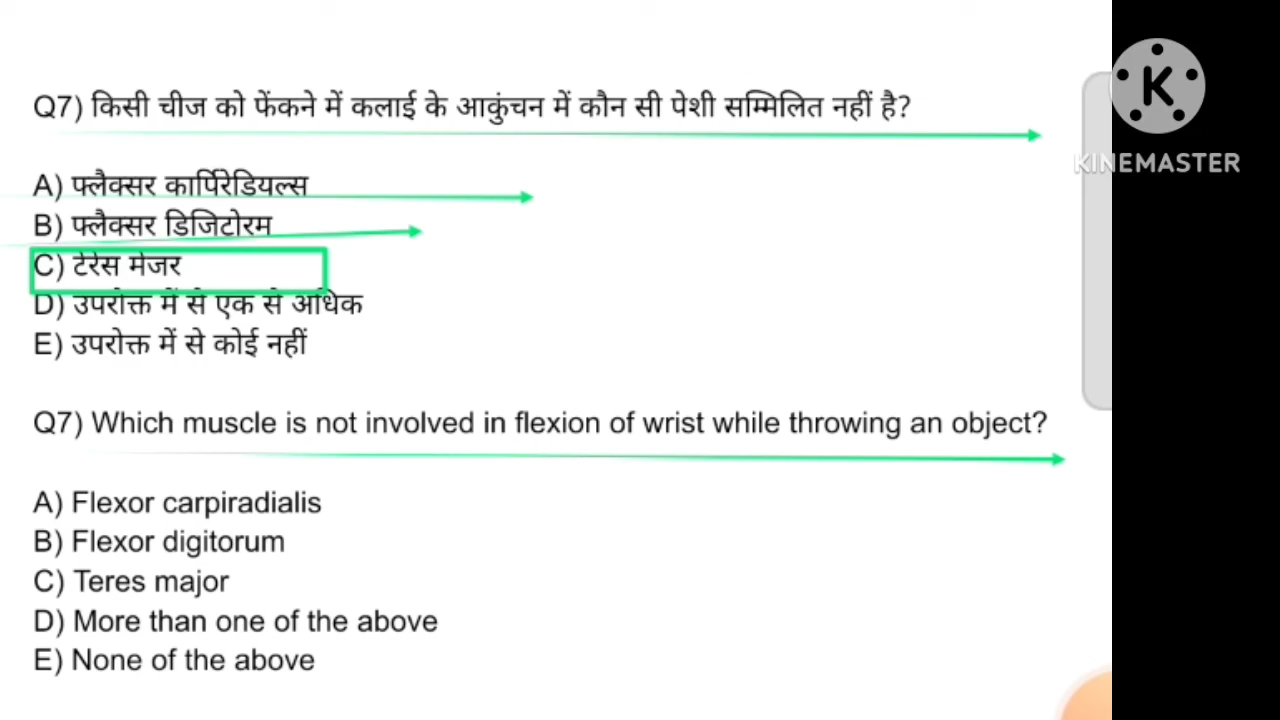 Q7) किसी चीज को फेंकने में कलाई के आकुंचन में कौन सी पेशी सम्मिलित नहीं है?
A) फ्लैक्सर कार्पिरेडियल्स
B) फ्लैक्सर डिजिटोरम
C) टेरेस मेजर
D) उपरोक्त में से एक से अधिक
E) उपरोक्त में से कोई नहीं
Q7) Which muscle is not involved in flexion of wrist while throwing an object?
A) Flexor carpiradialis
B) Flexor digitorum
C) Teres major
D) More than one of the above
E) None of the above
K
KINEMASTER